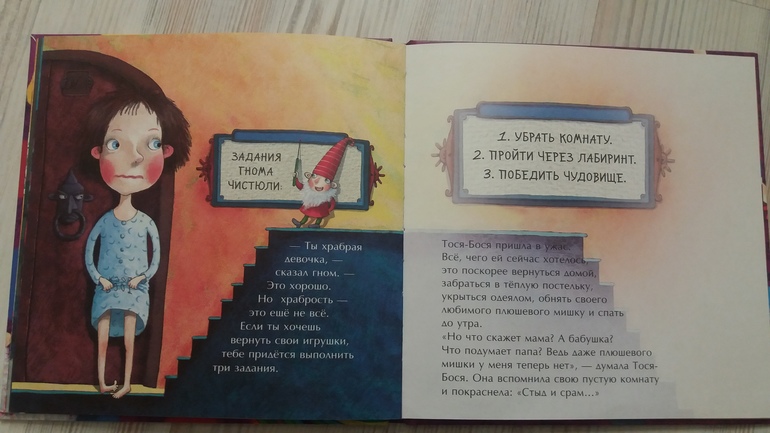 ЗАДАНИЯ
ГНОМА
ЧИСТЮЛИ:
— Ты храбрая
девочка, —
сказал гном. —
Это хорошо.
Но храбрость —
это ещё не всё.
Если ты хочешь
вернуть свои игрушки,
тебе придётся выполнить
три задания.
1. УБРАТЬ КОМНАТУ.
2. ПРОЙТИ ЧЕРЕЗ ЛАБИРИНТ.
3. ПОБЕДИТЬ ЧУДОВИЩЕ.
Тося-Бося пришла в ужас.
Всё, чего ей сейчас хотелось, —
это поскорее вернуться домой,
забраться в тёплую постельку,
укрыться одеялом, обнять своего
любимого плюшевого мишку и спать
до утра.
«Но что скажет мама? А бабушка?
Что подумает папа? Ведь даже плюшевого
мишки у меня теперь нет», — думала Тося-
Бося. Она вспомнила свою пустую комнату
и покраснела: «Стыд и срам...»